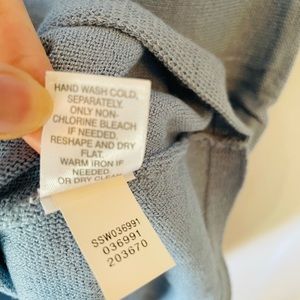 HAND WASH COLD,
SEPARATELY.
ONLY NON-
CHLORINE BLEACH
IF NEEDED.
RESHAPE AND DRY
FLAT.
WARM IRON IF
NEEDED.
OR DRY CLEAN
SSW036991
036991
203670